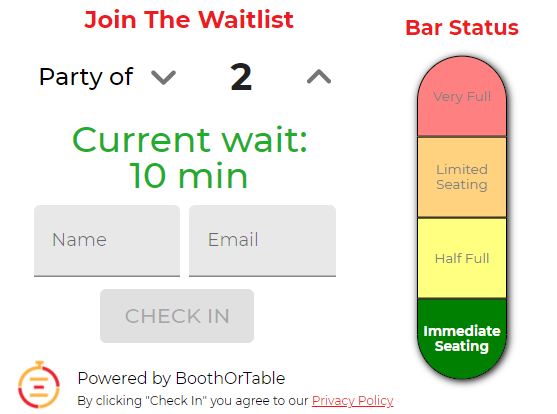 Join The Waitlist
Party of 2
Current wait:
10 min
Name
Email
CHECK IN
Powered by BoothOrTable
By clicking "Check In" you agree to our Privacy Policy
Bar Status
Very Full
Limited
Seating
Half Full
Immediate
Seating